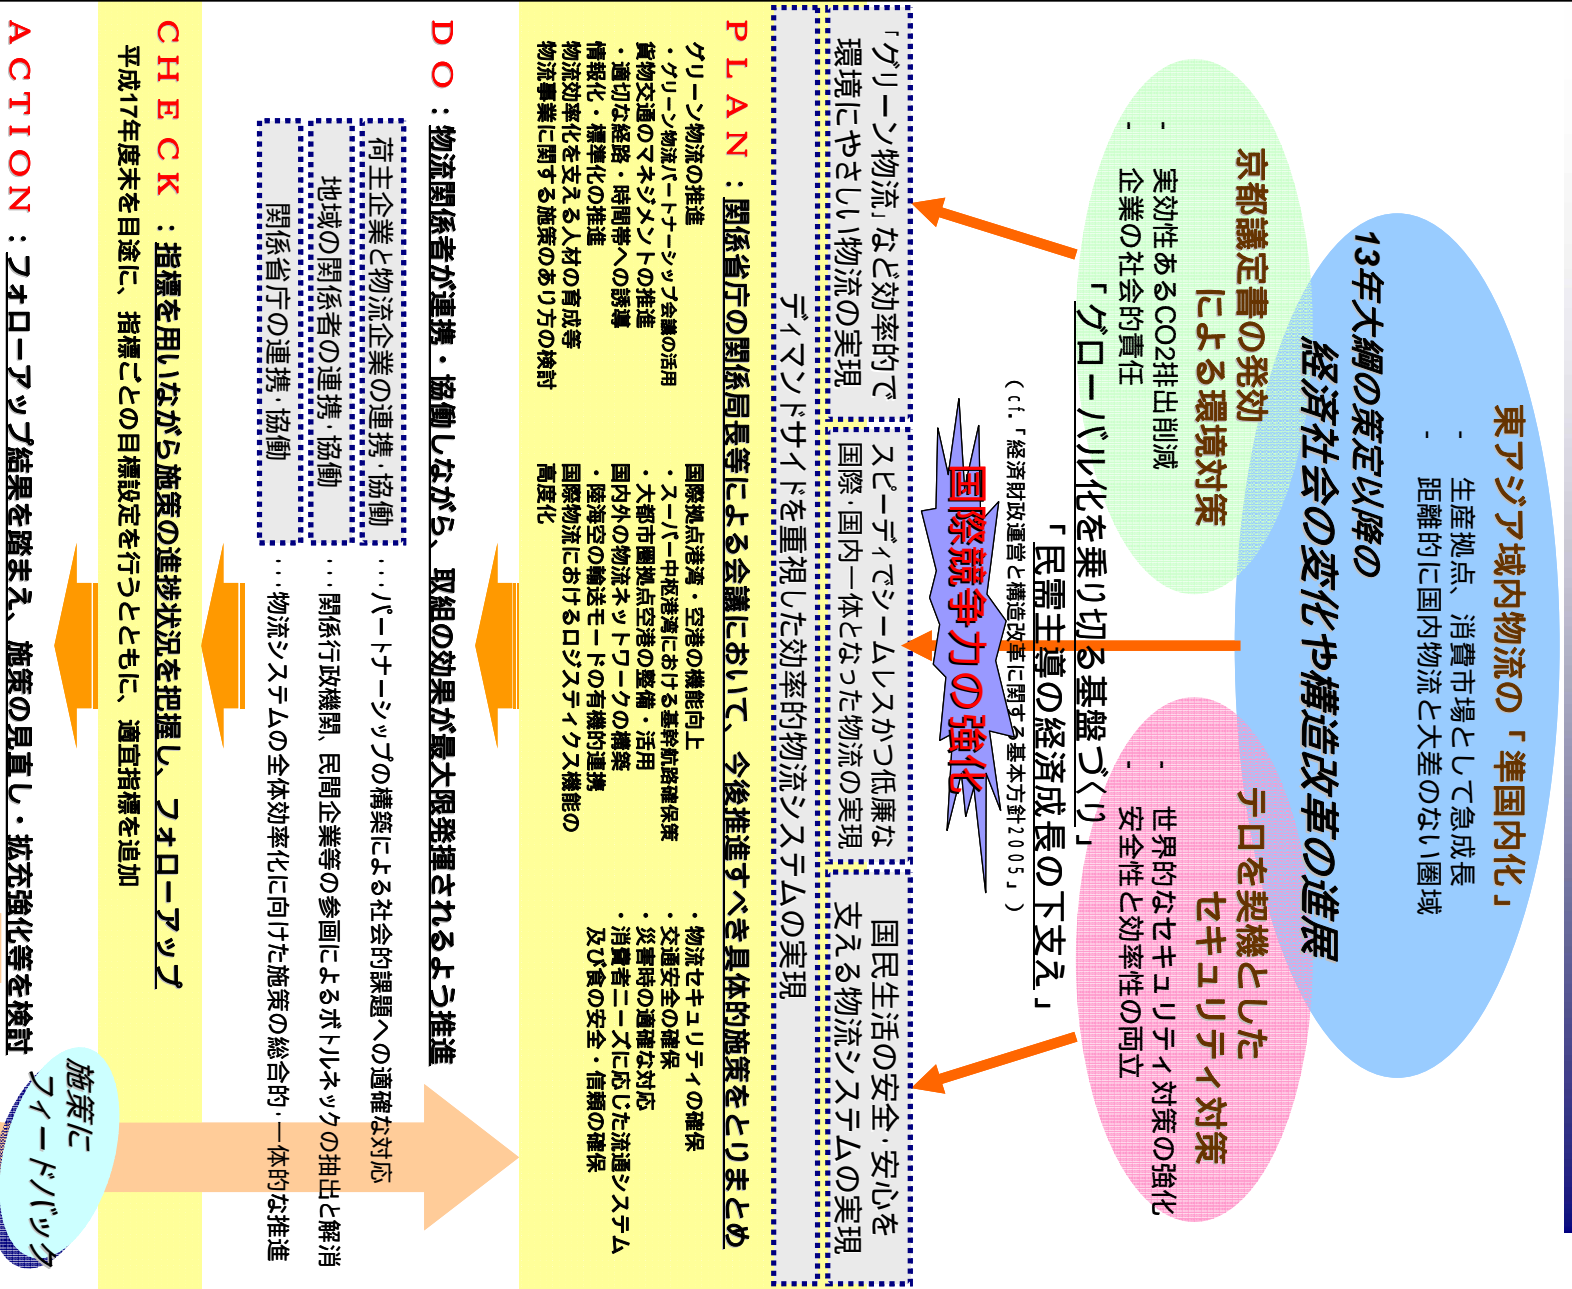 東アジア域内物流の「準国内化」
- 生産拠点、消費市場として急成長
- 距離的に国内物流と大差のない圏域
13年大綱の策定以降の
経済社会の変化や構造改革の進展
京都議定書の発効
による環境対策
- 実効性あるCO2排出削減
- 企業の社会的責任
テロを契機とした
セキュリティ対策
- 世界的なセキュリティ対策の強化
- 安全性と効率性の両立
「グローバル化を乗り切る基盤づくり」
「民需主導の経済成長の下支え」
(cf.「経済財政運営と構造改革に関する基本方針2005」)
国際競争力の強化
「グリーン物流」など効率的で
環境にやさしい物流の実現
スピーディでシームレスかつ低廉な
国際・国内一体となった物流の実現
国民生活の安全・安心を
支える物流システムの実現
ディマンドサイドを重視した効率的物流システムの実現
PLAN：関係省庁の関係局長等による会議において、今後推進すべき具体的施策をとりまとめ
グリーン物流の推進
・グリーン物流パートナーシップ会議の活用
貨物交通のマネジメントの推進
・適切な経路・時間帯への誘導
情報化・標準化の推進
物流効率化を支える人材の育成等
物流事業に関する施策のあり方の検討
国際拠点港湾・空港の機能向上
・スーパー中枢港湾における基幹航路確保策
・大都市圏拠点空港の整備・活用
国内外の物流ネットワークの構築
・陸海空の輸送モードの有機的連携
国際物流におけるロジスティクス機能の
高度化
・物流セキュリティの確保
・交通安全の確保
・災害時の適確な対応
・消費者ニーズに応じた流通システム
及び食の安全・信頼の確保
DO：物流関係者が連携・協働しながら、取組の効果が最大限発揮されるよう推進
荷主企業と物流企業の連携・協働
・・・パートナーシップの構築による社会的課題への適確な対応
地域の関係者の連携・協働
・・・関係行政機関、民間企業等の参画によるボトルネックの抽出と解消
関係省庁の連携・協働
・・・物流システムの全体効率化に向けた施策の総合的・一体的な推進
CHECK：指標を用いながら施策の進捗状況を把握し、フォローアップ
平成17年度末を目途に、指標ごとの目標設定を行うとともに、適宜指標を追加
ACTION：フォローアップ結果を踏まえ、施策の見直し・拡充強化等を検討
施策に
フィードバック